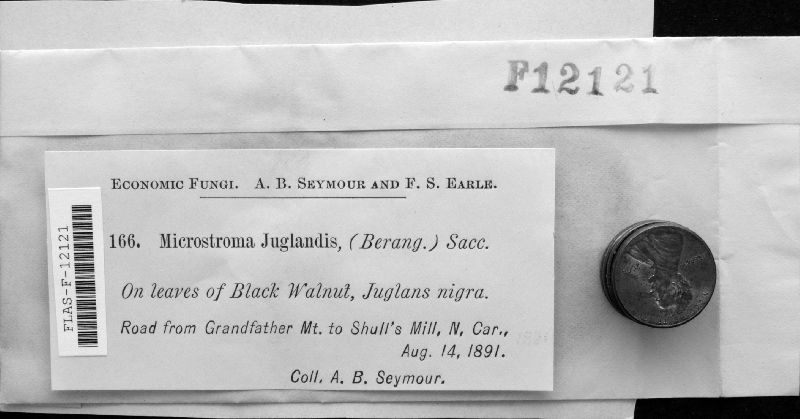 F12121
ECONOMIC FUNGI. A. B. SEYMOUR AND F. S. EARLE.
166. Microstroma Juglandis, (Berang.) Sacc.
On leaves of Black Walnut, Juglans nigra.
Road from Grandfather Mt. to Shull's Mill, N, Car.,
Aug. 14, 1891.
Coll. A. B. Seymour.
FLAS-F-12121